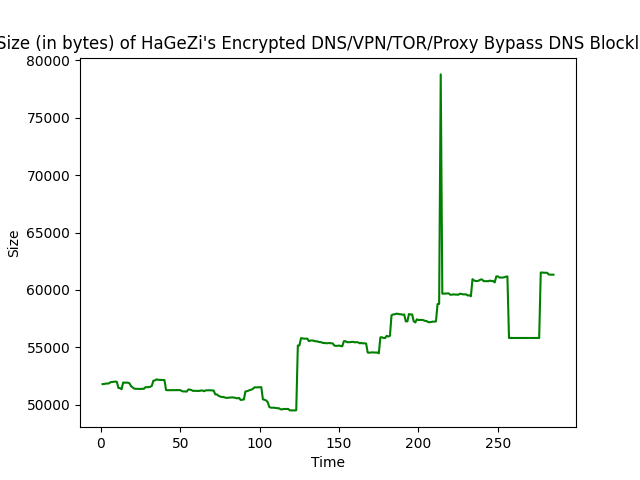 Size (in bytes) of HaGeZi's Encrypted DNS/VPN/TOR/Proxy Bypass DNS Blockl
80000
75000
70000
65000
60000
55000
50000
Size
0 50 100 150 200 250
Time